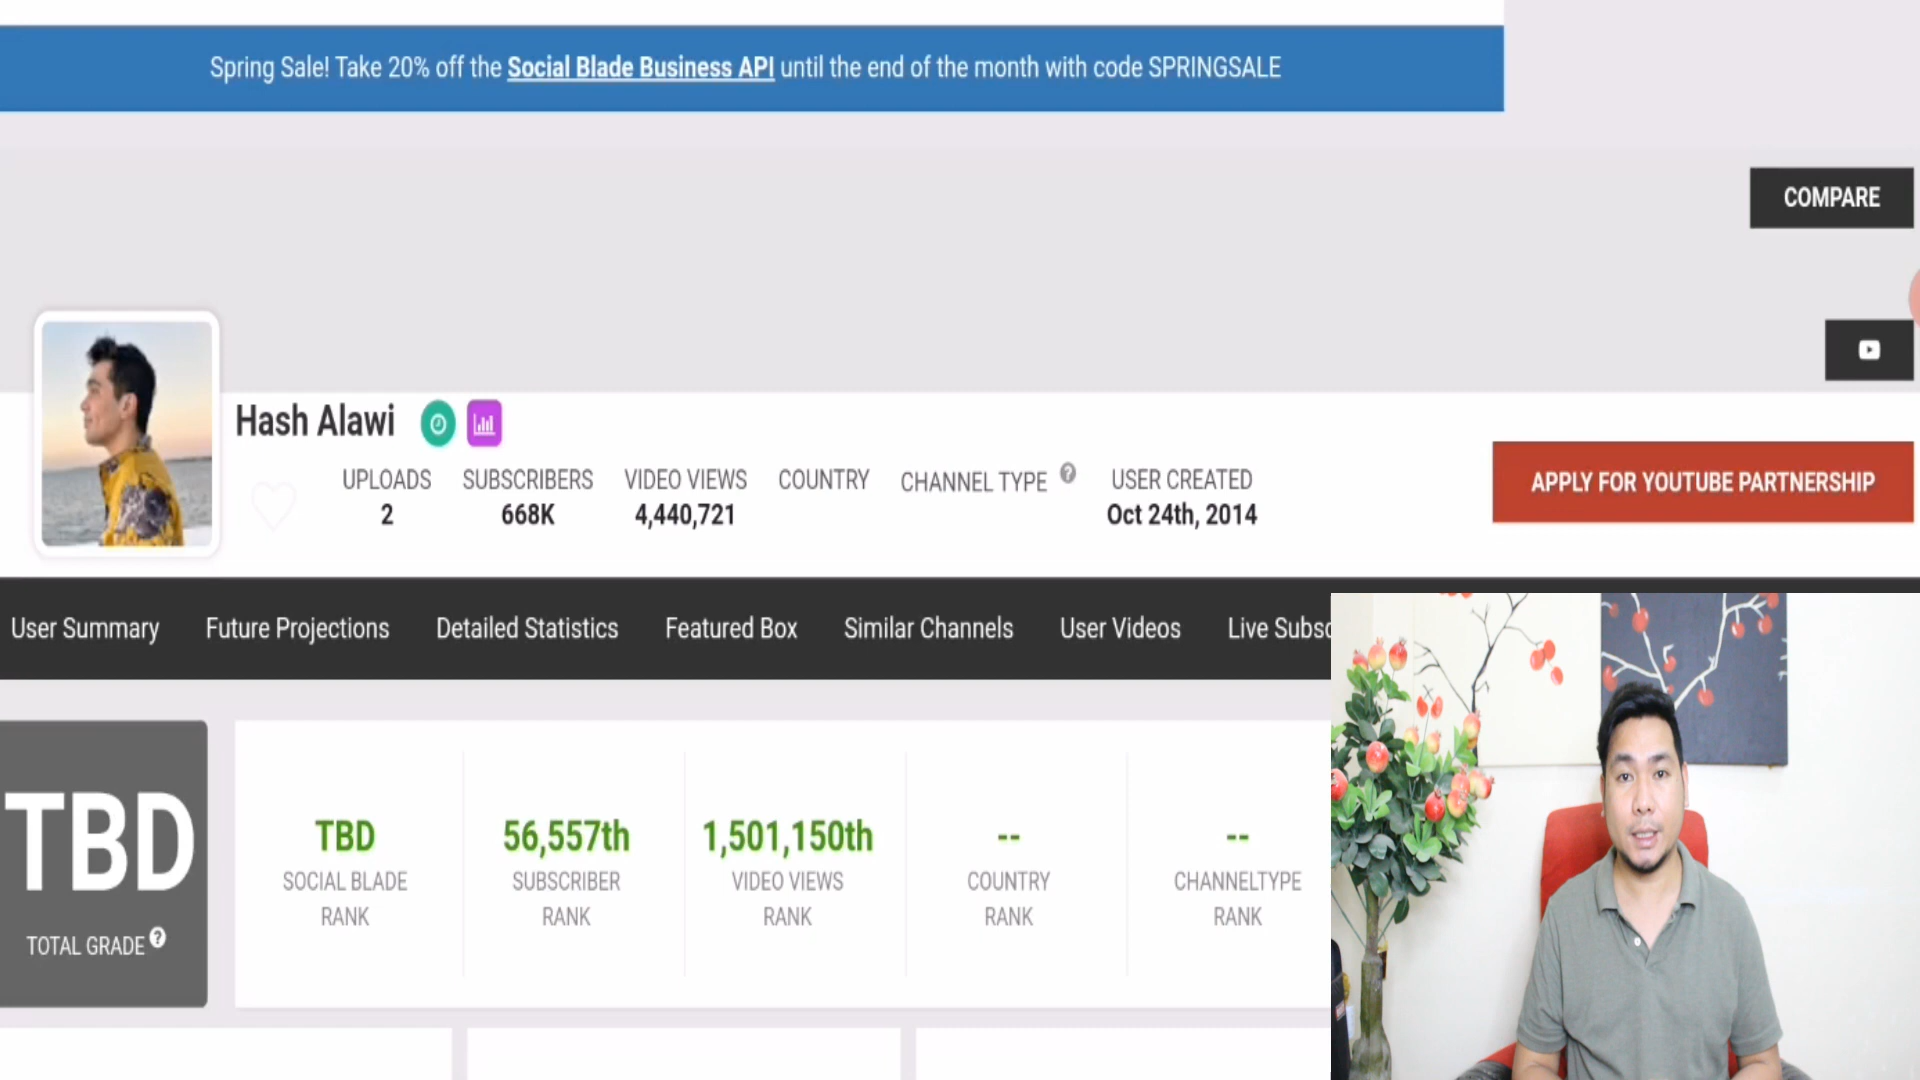 Spring Sale! Take 20% off the Social Blade Business API until the end of the month with code SPRINGSALE
COMPARE
Hash Alawi
UPLOADS SUBSCRIBERS VIDEO VIEWS COUNTRY CHANNEL TYPE USER CREATED
2 668K 4,440,721 Oct 24th, 2014
APPLY FOR YOUTUBE PARTNERSHIP
User Summary Future Projections Detailed Statistics Featured Box Similar Channels User Videos Live
TBD
TOTAL GRADE
TBD 56,557th 1,501,150th -- --
SOCIAL BLADE SUBSCRIBER VIDEO VIEWS COUNTRY CHANNELTYPE
RANK RANK RANK RANK RANK